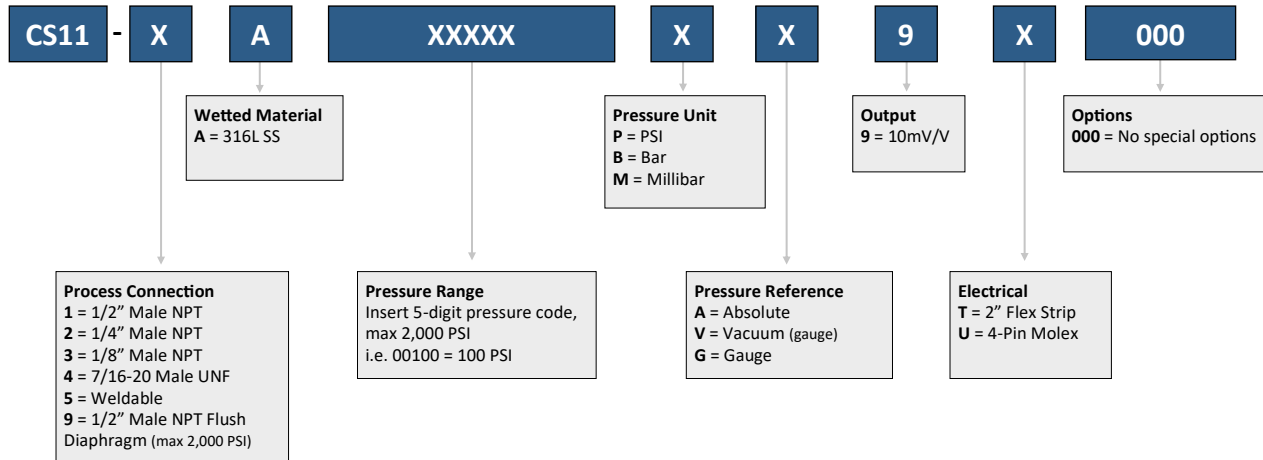 CS11 - X A XXXXX X X 9 X 000
Wetted Material
A = 316L SS
Pressure Unit
P = PSI
B = Bar
M = Millibar
Output
9 = 10mV/V
Options
000 = No special options
Process Connection
1 = 1/2” Male NPT
2 = 1/4” Male NPT
3 = 1/8” Male NPT
4 = 7/16-20 Male UNF
5 = Weldable
9 = 1/2” Male NPT Flush
Diaphragm (max 2,000 PSI)
Pressure Range
Insert 5-digit pressure code,
max 2,000 PSI
i.e. 00100 = 100 PSI
Pressure Reference
A = Absolute
V = Vacuum (gauge)
G = Gauge
Electrical
T = 2” Flex Strip
U = 4-Pin Molex